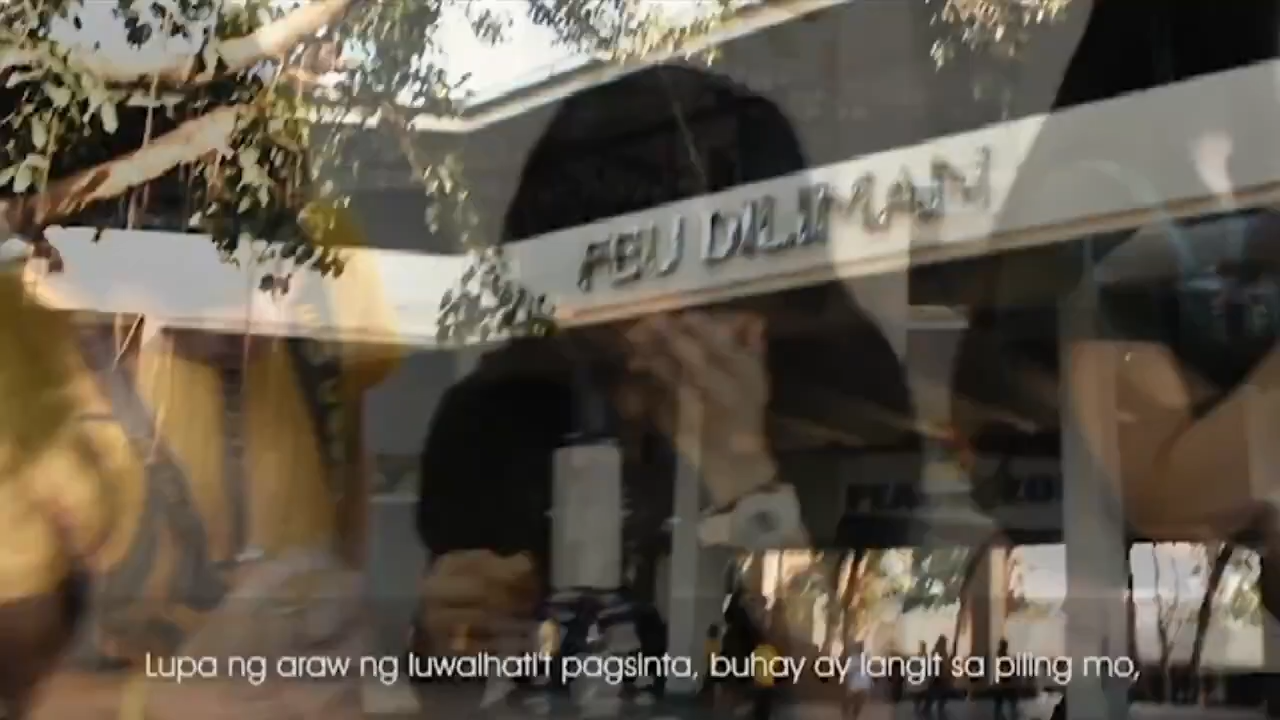 FEU DILIMAN
Lupa ng araw ng luwalhati't pagsinta, buhay ay langit sa piling mo,